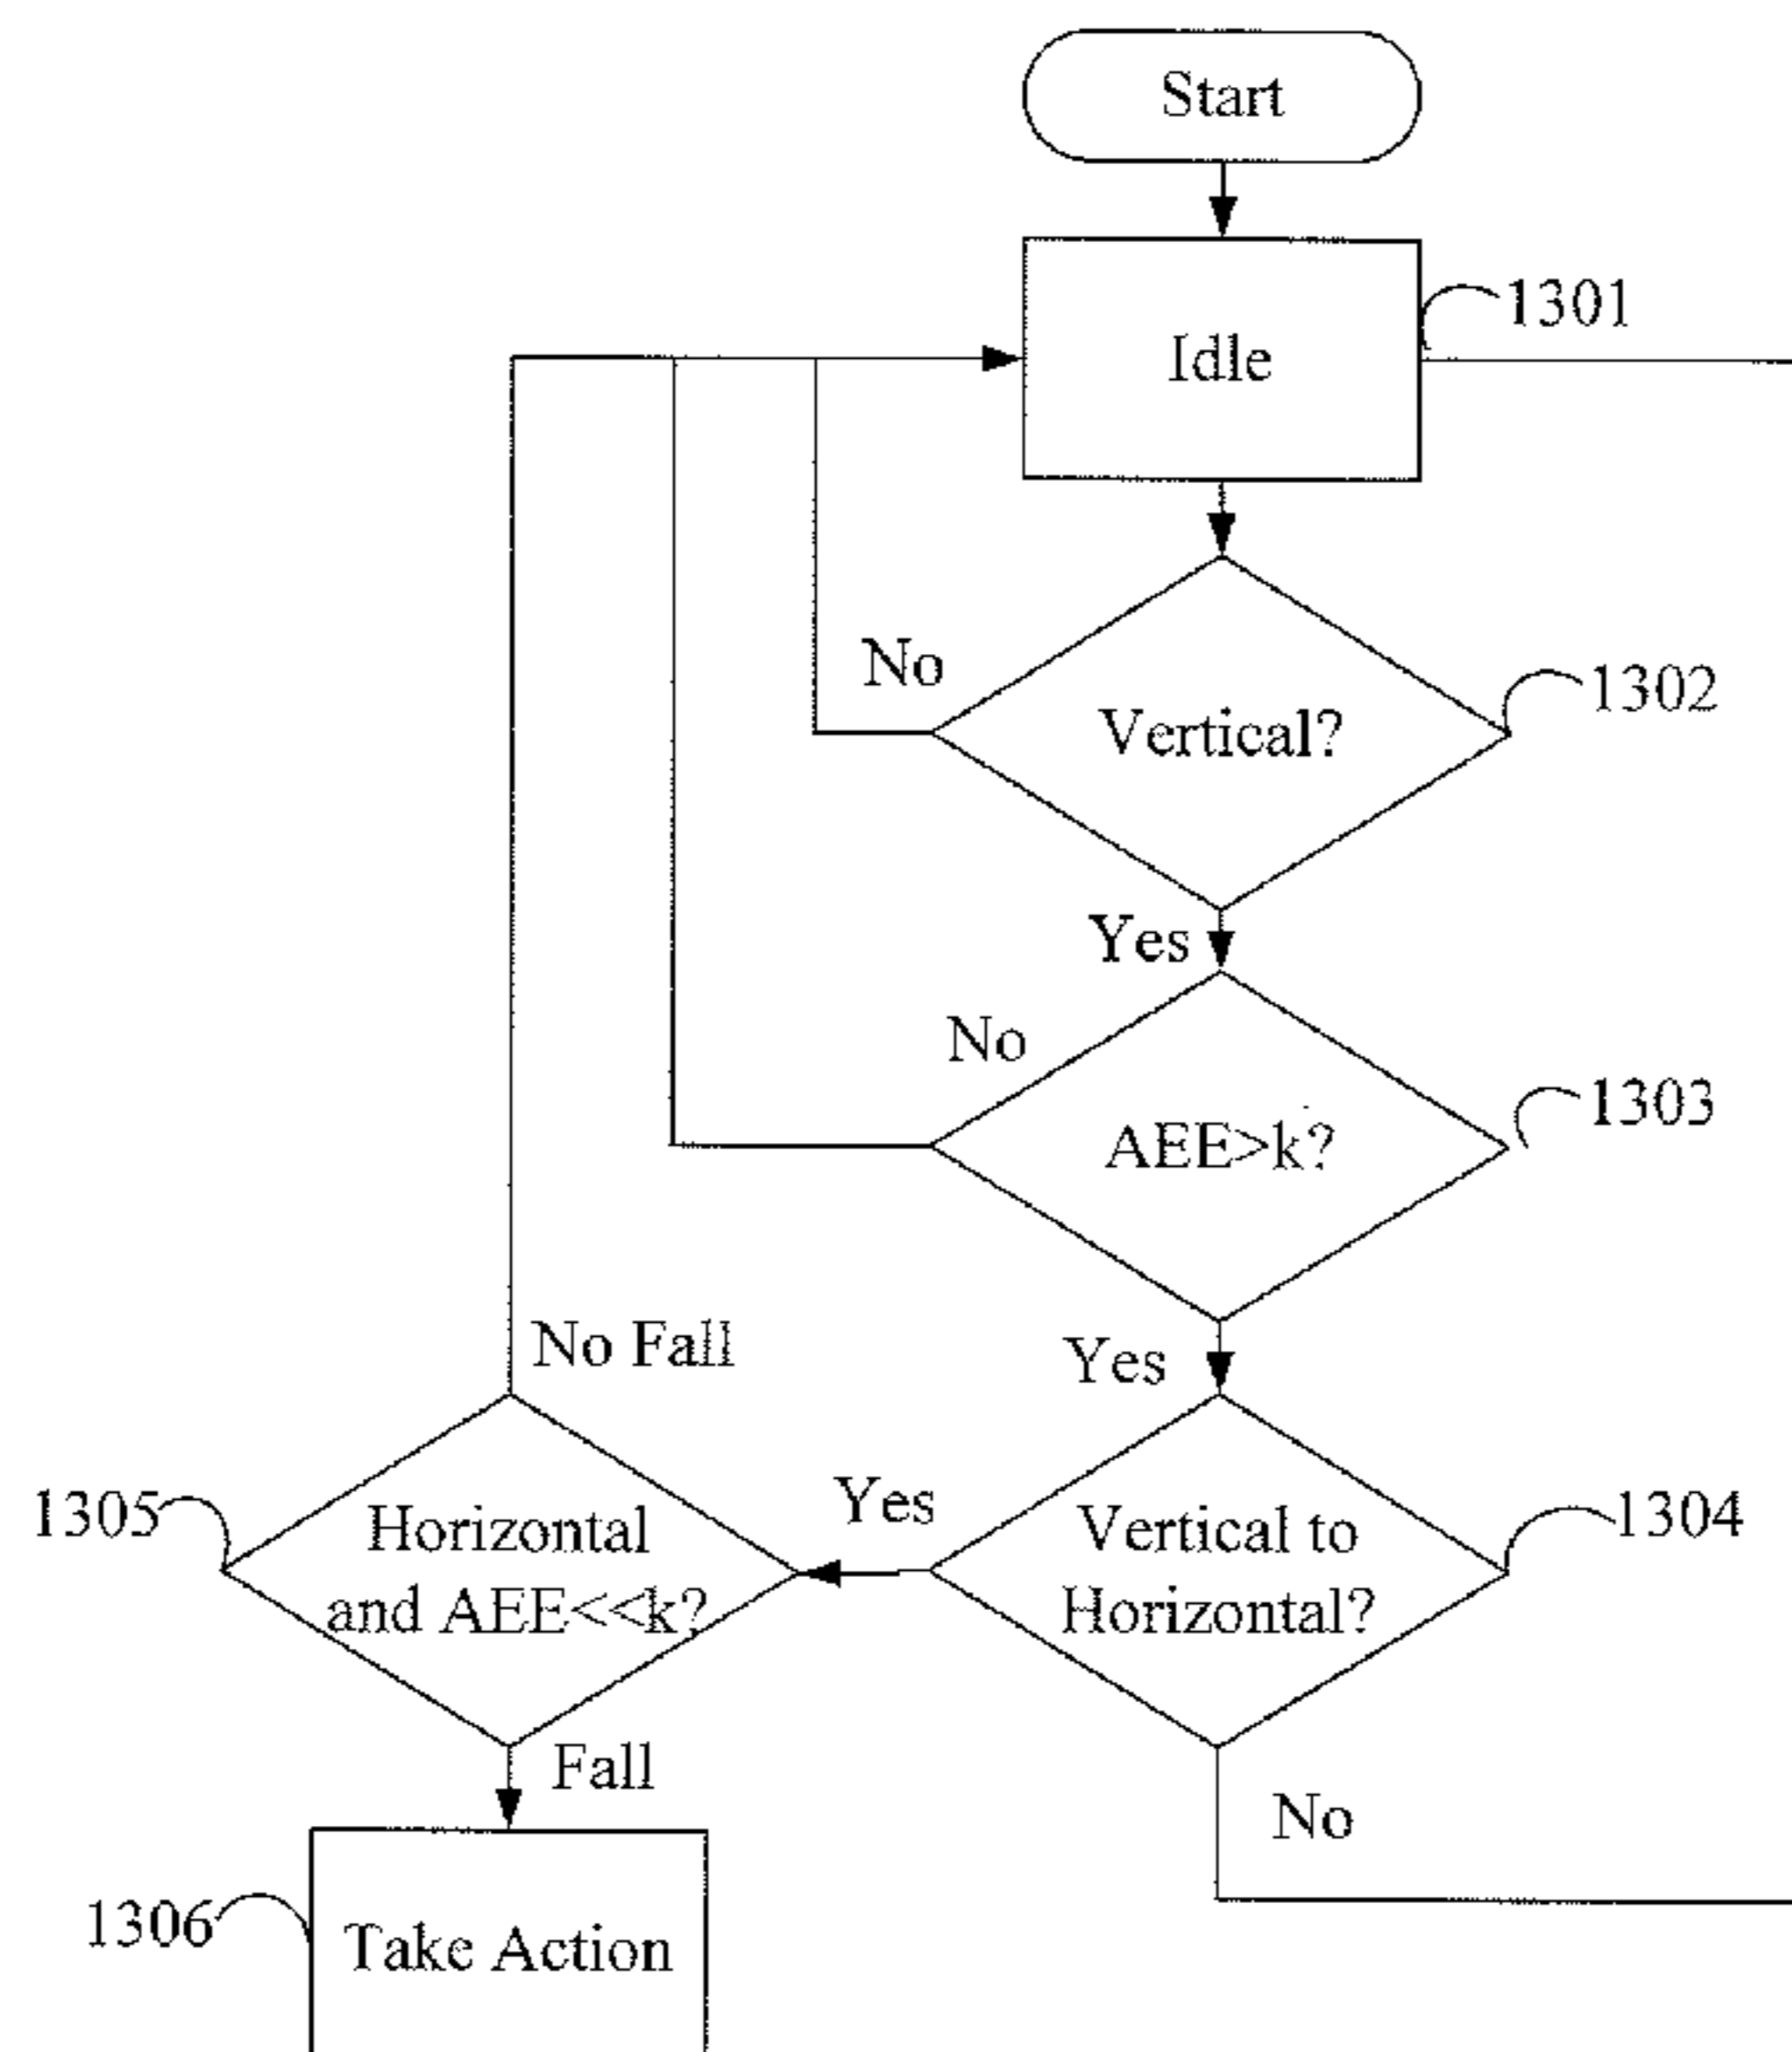 Start
1301
Idle
No
1302
Vertical?
Yes
No
1303
AEE>k?
No Fall
Yes
1305
Horizontal
and AEE<<k?
Yes
Vertical to
Horizontal?
1304
Fall
No
1306
Take Action